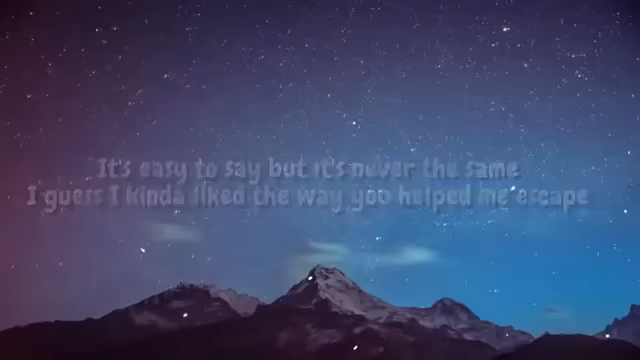 It's easy to say but it's never the same
I guess I kinda liked the way you helped me escape